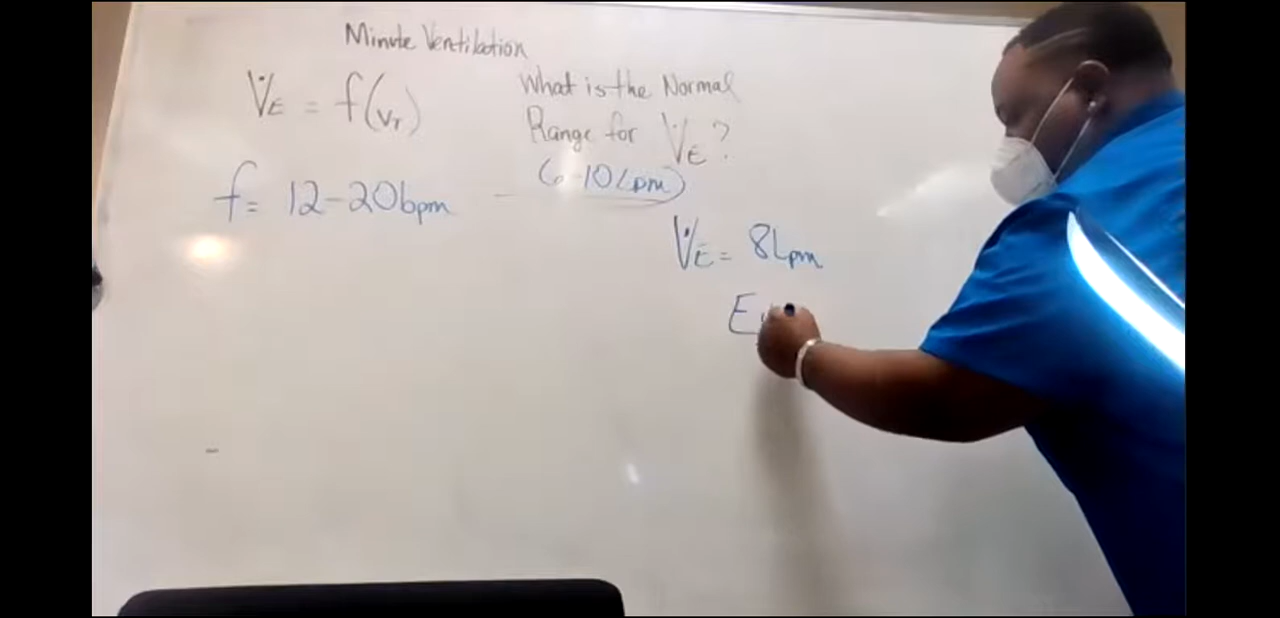 Minute Ventilation
V̇E = f(VT)
What is the Normal
Range for V̇E?
(6-10Lpm)
f= 12-20bpm
V̇E = 8Lpm